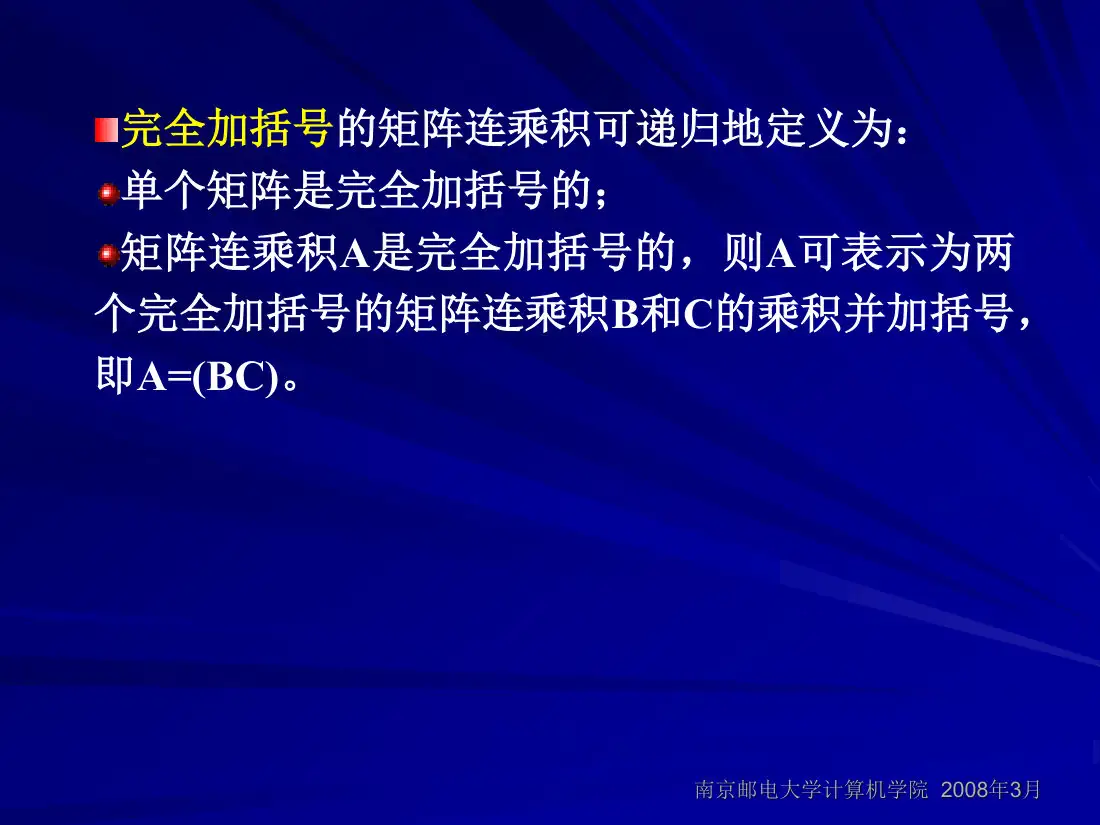 完全加括号的矩阵连乘积可递归地定义为：
单个矩阵是完全加括号的；
矩阵连乘积A是完全加括号的，则A可表示为两
个完全加括号的矩阵连乘积B和C的乘积并加括号，
即A=(BC)。
南京邮电大学计算机学院 2008年3月